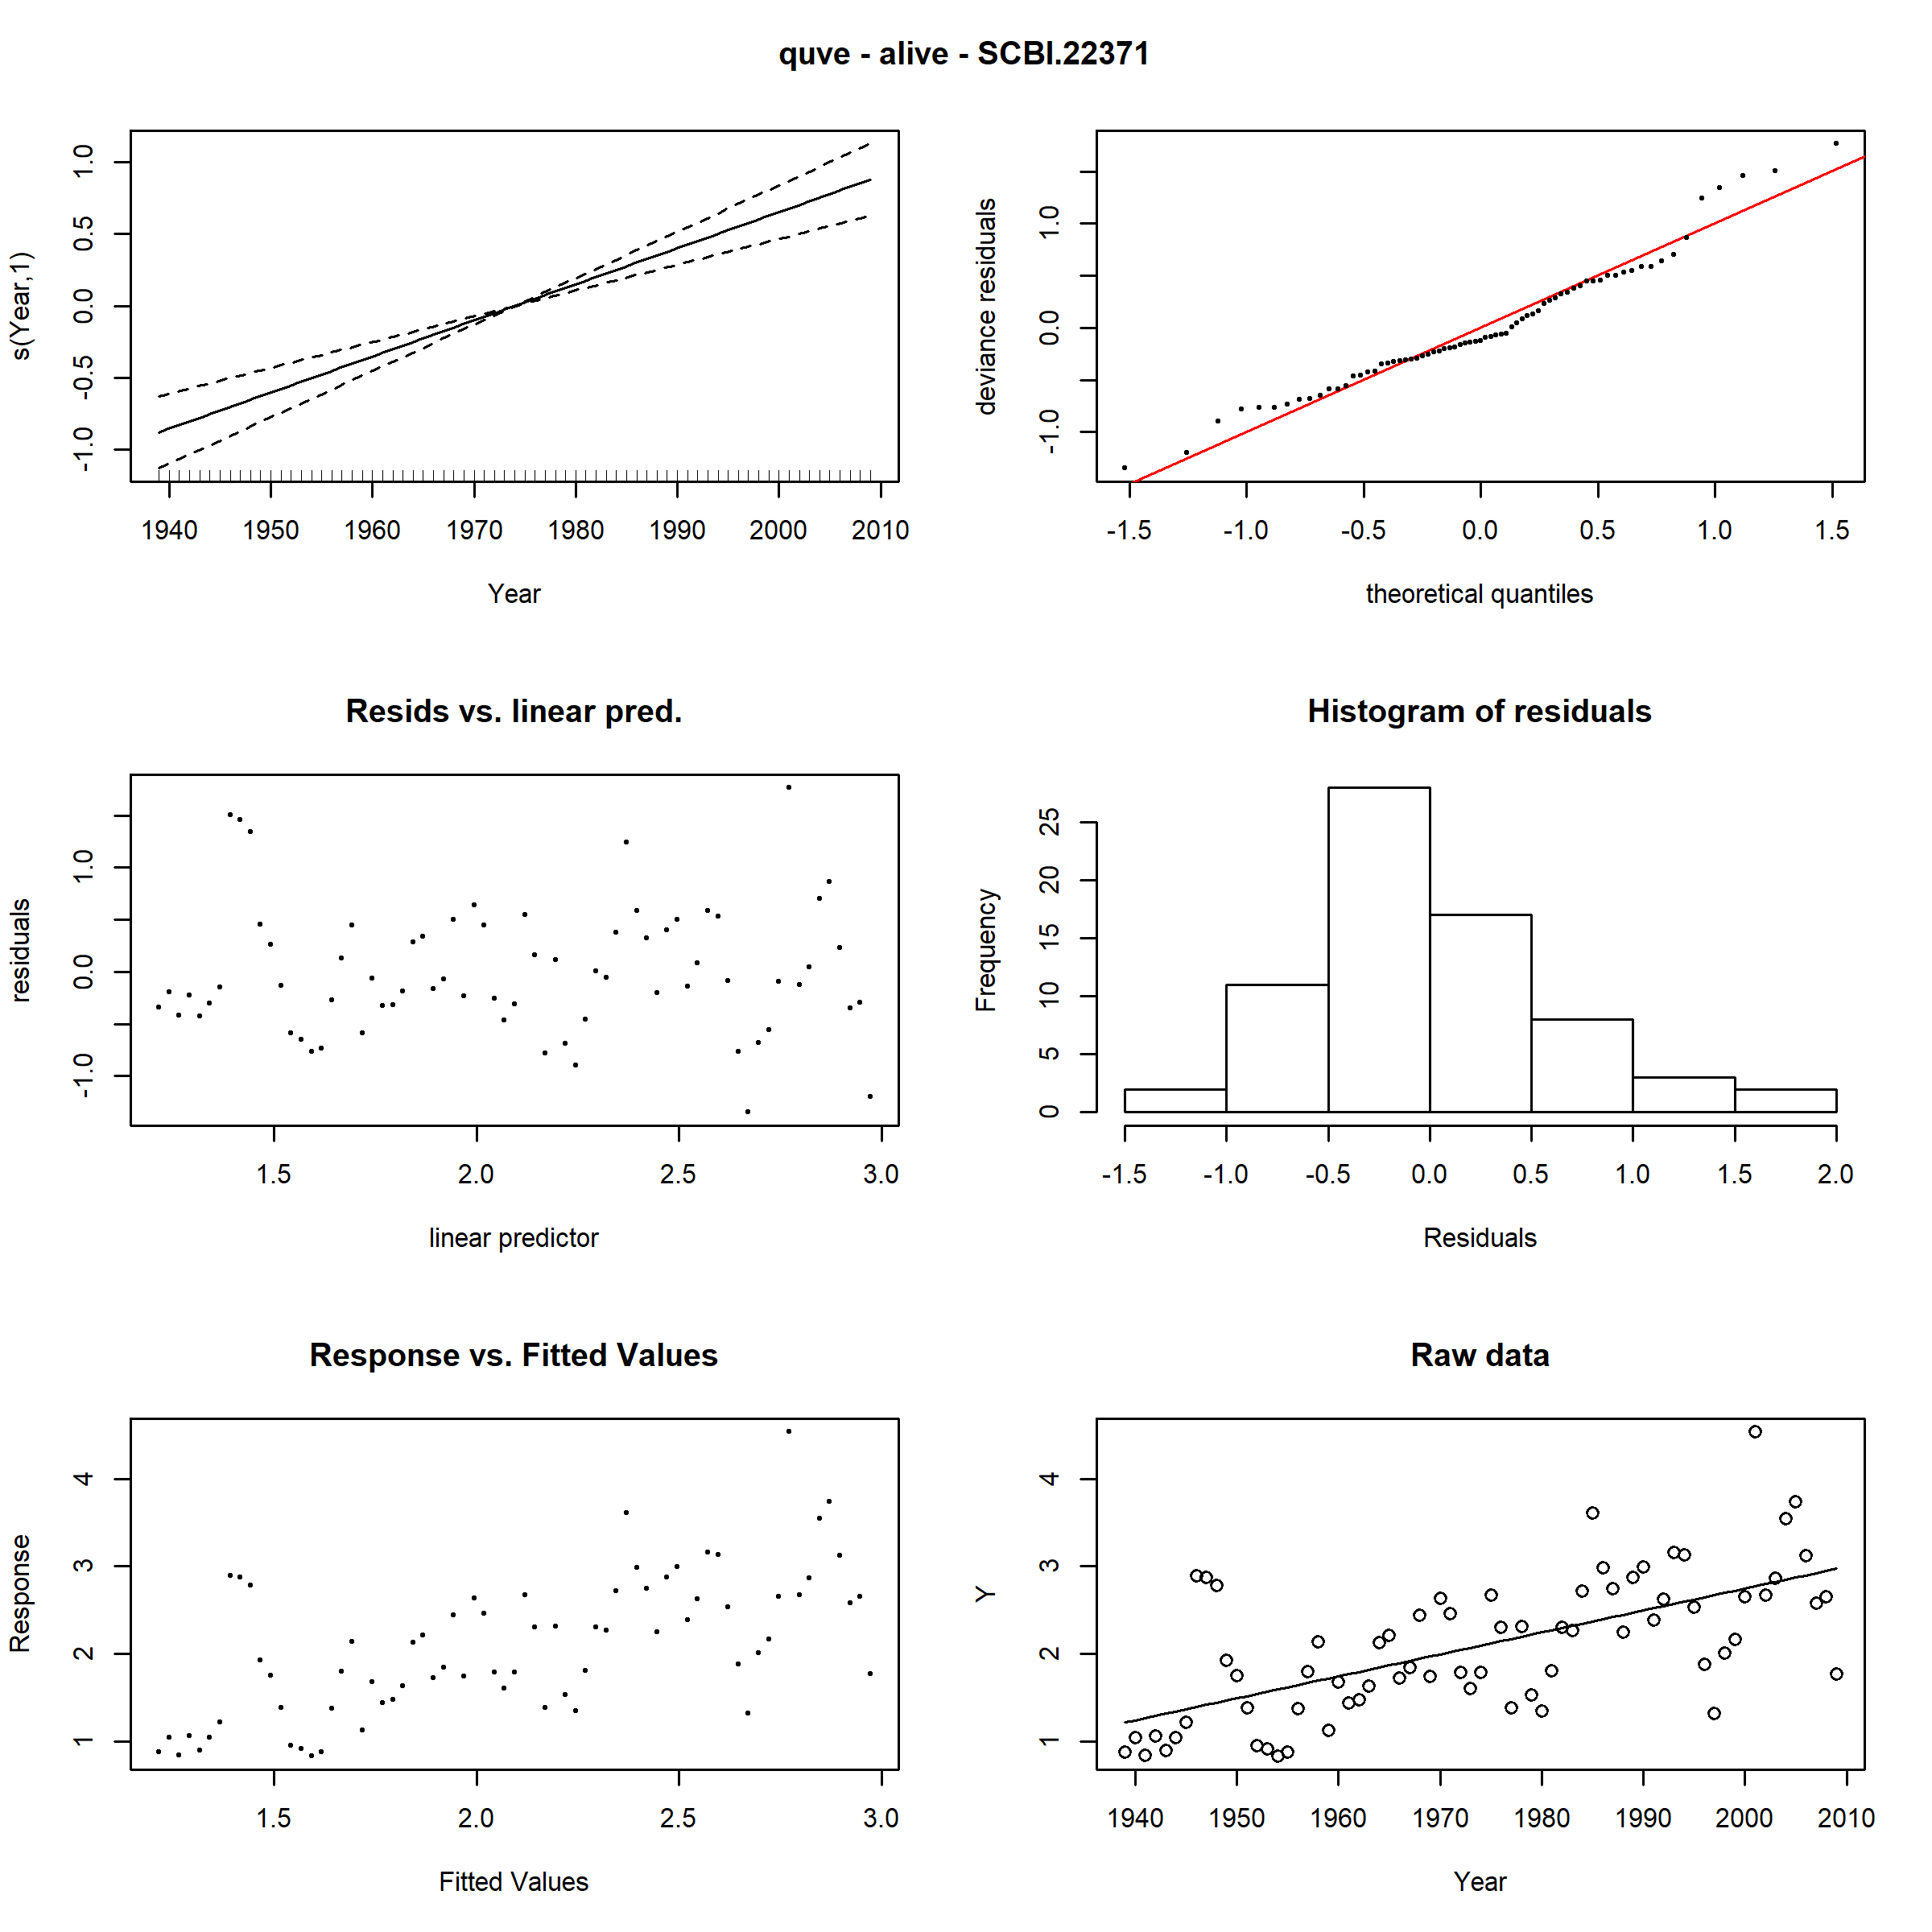 quve - alive - SCBI.22371
s(Year,1)
-1.0 -0.5 0.0 0.5 1.0
1940 1950 1960 1970 1980 1990 2000 2010
Year
deviance residuals
-1.0 0.0 1.0
-1.5 -1.0 -0.5 0.0 0.5 1.0 1.5
theoretical quantiles
Resids vs. linear pred.
residuals
-1.0 0.0 1.0
1.5 2.0 2.5 3.0
linear predictor
Histogram of residuals
Frequency
0 5 10 15 20 25
-1.5 -1.0 -0.5 0.0 0.5 1.0 1.5 2.0
Residuals
Response vs. Fitted Values
Response
1 2 3 4
1.5 2.0 2.5 3.0
Fitted Values
Raw data
Y
1 2 3 4
1940 1950 1960 1970 1980 1990 2000 2010
Year